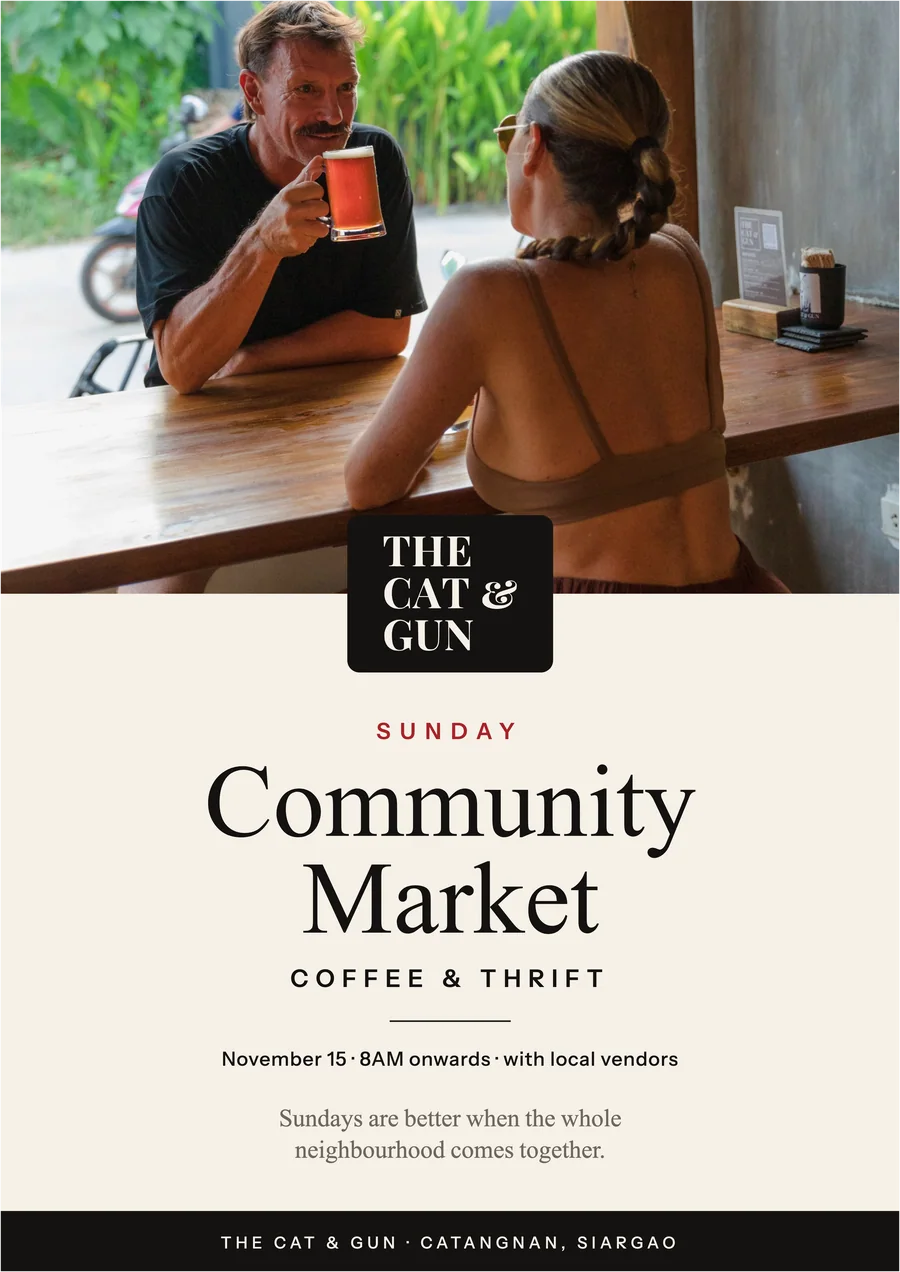 THE
CAT &
GUN
SUNDAY
Community
Market
COFFEE & THRIFT
November 15 · 8AM onwards · with local vendors
Sundays are better when the whole
neighbourhood comes together.
THE CAT & GUN · CATANGNAN, SIARGAO